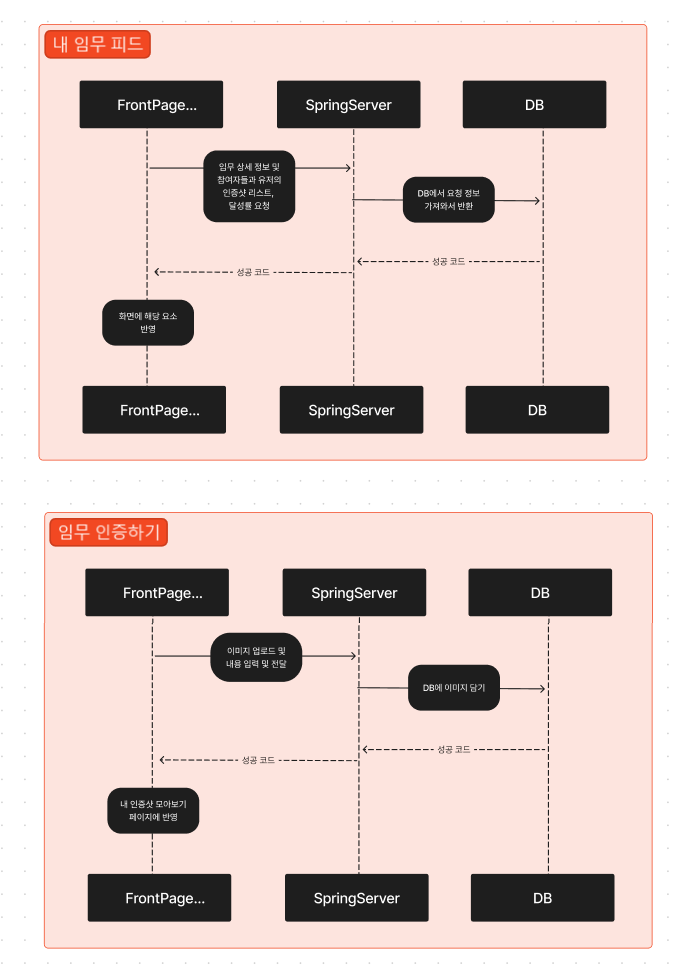 내 임무 피드
FrontPage...
SpringServer
DB
임무 상세 정보 및
참여자들과 유저의
인증샷 리스트,
달성률 요청
DB에서 요청 정보
가져와서 반환
성공 코드
성공 코드
화면에 해당 요소
반영
FrontPage...
SpringServer
DB
임무 인증하기
FrontPage...
SpringServer
DB
이미지 업로드 및
내용 입력 및 전달
DB에 이미지 담기
성공 코드
성공 코드
내 인증샷 모아보기
페이지에 반영
FrontPage...
SpringServer
DB